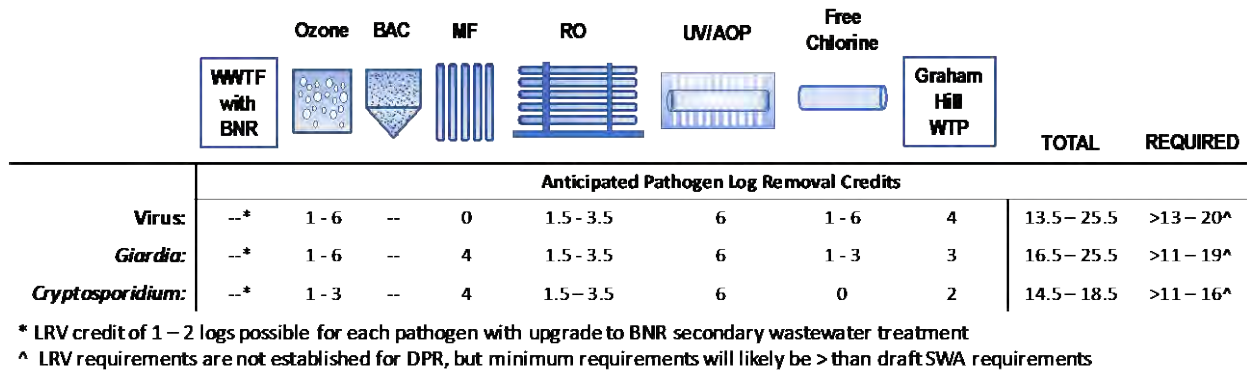 Ozone BAC MF RO UV/AOP Free Chlorine
WWTF with BNR
Graham Hill WTP
TOTAL REQUIRED
Anticipated Pathogen Log Removal Credits
Virus: --* 1 - 6 -- 0 1.5 - 3.5 6 1 - 6 4 13.5 – 25.5 >13 – 20^
Giardia: --* 1 - 6 -- 4 1.5 - 3.5 6 1 - 3 3 16.5 – 25.5 >11 – 19^
Cryptosporidium: --* 1 - 3 -- 4 1.5 – 3.5 6 0 2 14.5 – 18.5 >11 – 16^
* LRV credit of 1 – 2 logs possible for each pathogen with upgrade to BNR secondary wastewater treatment
^ LRV requirements are not established for DPR, but minimum requirements will likely be > than draft SWA requirements